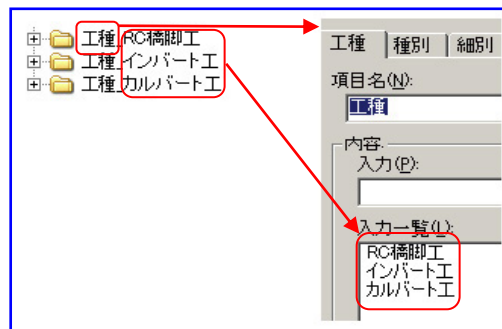 工種_RC橋脚工
工種_インバート工
工種_カルバート工
工種 種別 細別
項目名(N):
工種
内容
入力(P):
入力一覧(L):
RC橋脚工
インバート工
カルバート工